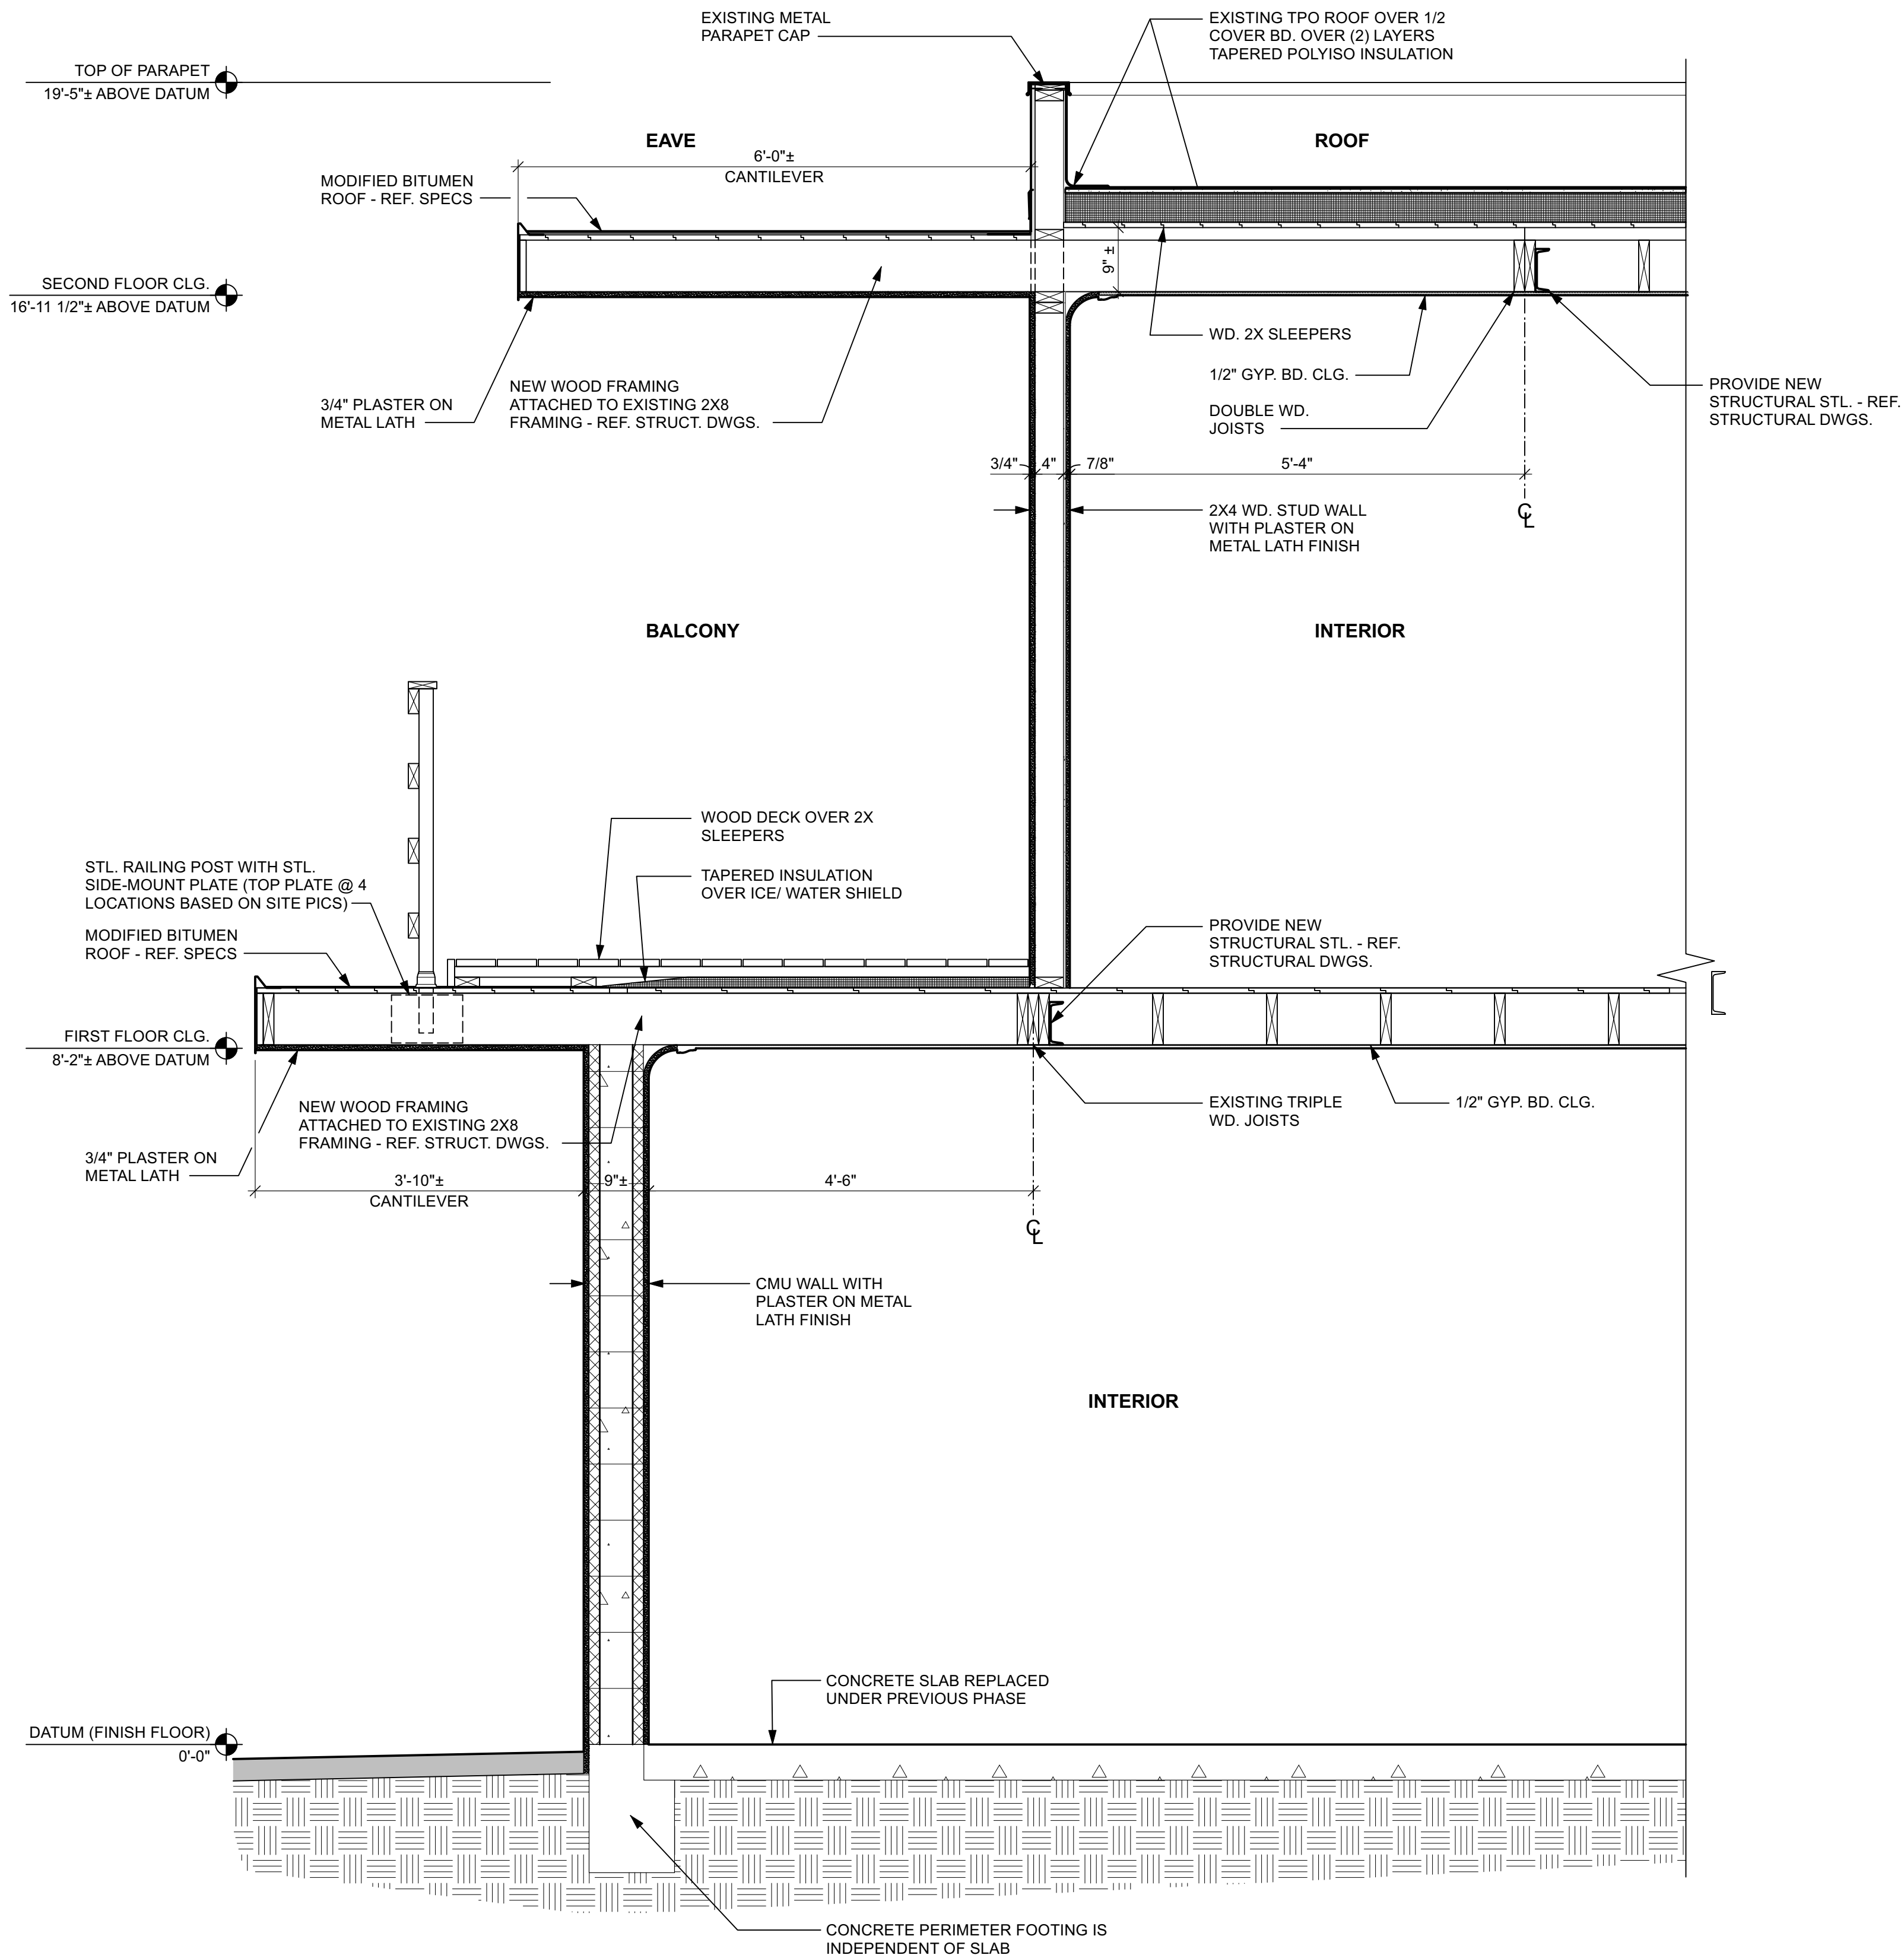 EXISTING METAL
PARAPET CAP
EXISTING TPO ROOF OVER 1/2
COVER BD. OVER (2) LAYERS
TAPERED POLYISO INSULATION
TOP OF PARAPET
19'-5"± ABOVE DATUM
EAVE
ROOF
6'-0"±
CANTILEVER
MODIFIED BITUMEN
ROOF - REF. SPECS
9" ±
SECOND FLOOR CLG.
16'-11 1/2"± ABOVE DATUM
WD. 2X SLEEPERS
1/2" GYP. BD. CLG.
3/4" PLASTER ON
METAL LATH
NEW WOOD FRAMING
ATTACHED TO EXISTING 2X8
FRAMING - REF. STRUCT. DWGS.
DOUBLE WD.
JOISTS
PROVIDE NEW
STRUCTURAL STL. - REF.
STRUCTURAL DWGS.
3/4"
4"
7/8"
5'-4"
℄
2X4 WD. STUD WALL
WITH PLASTER ON
METAL LATH FINISH
BALCONY
INTERIOR
WOOD DECK OVER 2X
SLEEPERS
STL. RAILING POST WITH STL.
SIDE-MOUNT PLATE (TOP PLATE @ 4
LOCATIONS BASED ON SITE PICS)
TAPERED INSULATION
OVER ICE/ WATER SHIELD
MODIFIED BITUMEN
ROOF - REF. SPECS
PROVIDE NEW
STRUCTURAL STL. - REF.
STRUCTURAL DWGS.
FIRST FLOOR CLG.
8'-2"± ABOVE DATUM
NEW WOOD FRAMING
ATTACHED TO EXISTING 2X8
FRAMING - REF. STRUCT. DWGS.
EXISTING TRIPLE
WD. JOISTS
1/2" GYP. BD. CLG.
3/4" PLASTER ON
METAL LATH
3'-10"±
CANTILEVER
9"±
4'-6"
℄
CMU WALL WITH
PLASTER ON METAL
LATH FINISH
INTERIOR
CONCRETE SLAB REPLACED
UNDER PREVIOUS PHASE
DATUM (FINISH FLOOR)
0'-0"
CONCRETE PERIMETER FOOTING IS
INDEPENDENT OF SLAB